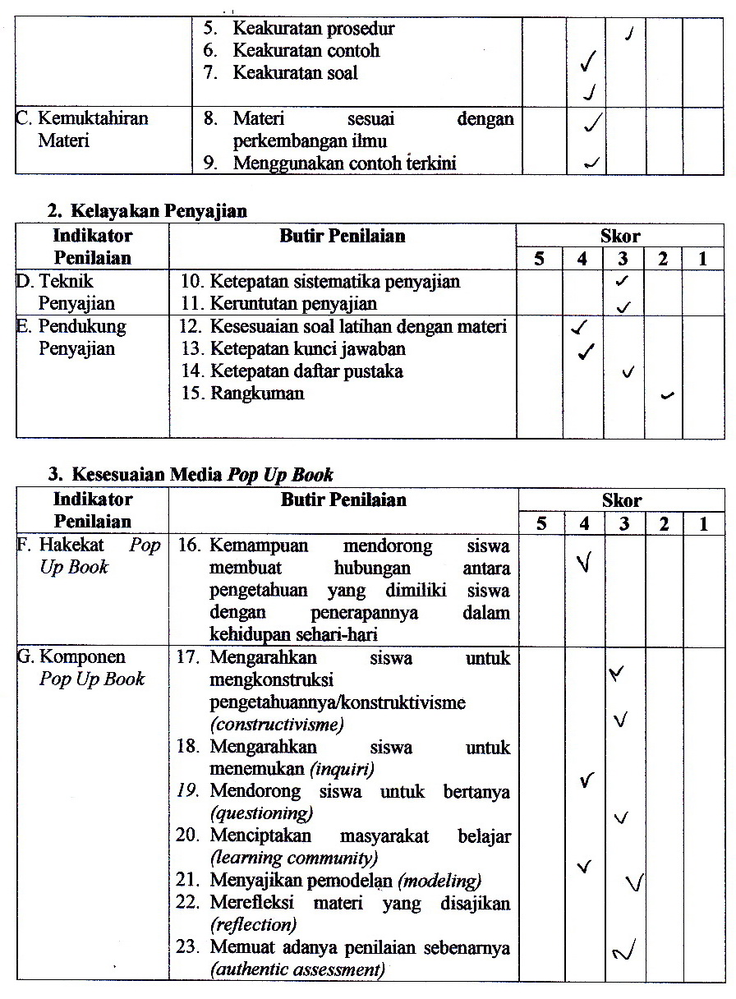 5. Keakuratan prosedur
6. Keakuratan contoh
7. Keakuratan soal
C. Kemuktahiran Materi
8. Materi sesuai dengan
perkembangan ilmu
9. Menggunakan contoh terkini
2. Kelayakan Penyajian
Indikator Penilaian
Butir Penilaian
Skor
5 4 3 2 1
D. Teknik Penyajian
10. Ketepatan sistematika penyajian
11. Keruntutan penyajian
E. Pendukung Penyajian
12. Kesesuaian soal latihan dengan materi
13. Ketepatan kunci jawaban
14. Ketepatan daftar pustaka
15. Rangkuman
3. Kesesuaian Media Pop Up Book
Indikator Penilaian
Butir Penilaian
Skor
5 4 3 2 1
F. Hakekat Pop Up Book
16. Kemampuan mendorong siswa
membuat hubungan antara
pengetahuan yang dimiliki siswa
dengan penerapannya dalam
kehidupan sehari-hari
G. Komponen Pop Up Book
17. Mengarahkan siswa untuk
mengkonstruksi
pengetahuannya/konstruktivisme
(constructivisme)
18. Mengarahkan siswa untuk
menemukan (inquiri)
19. Mendorong siswa untuk bertanya
(questioning)
20. Menciptakan masyarakat belajar
(learning community)
21. Menyajikan pemodelan (modeling)
22. Merefleksi materi yang disajikan
(reflection)
23. Memuat adanya penilaian sebenarnya
(authentic assessment)